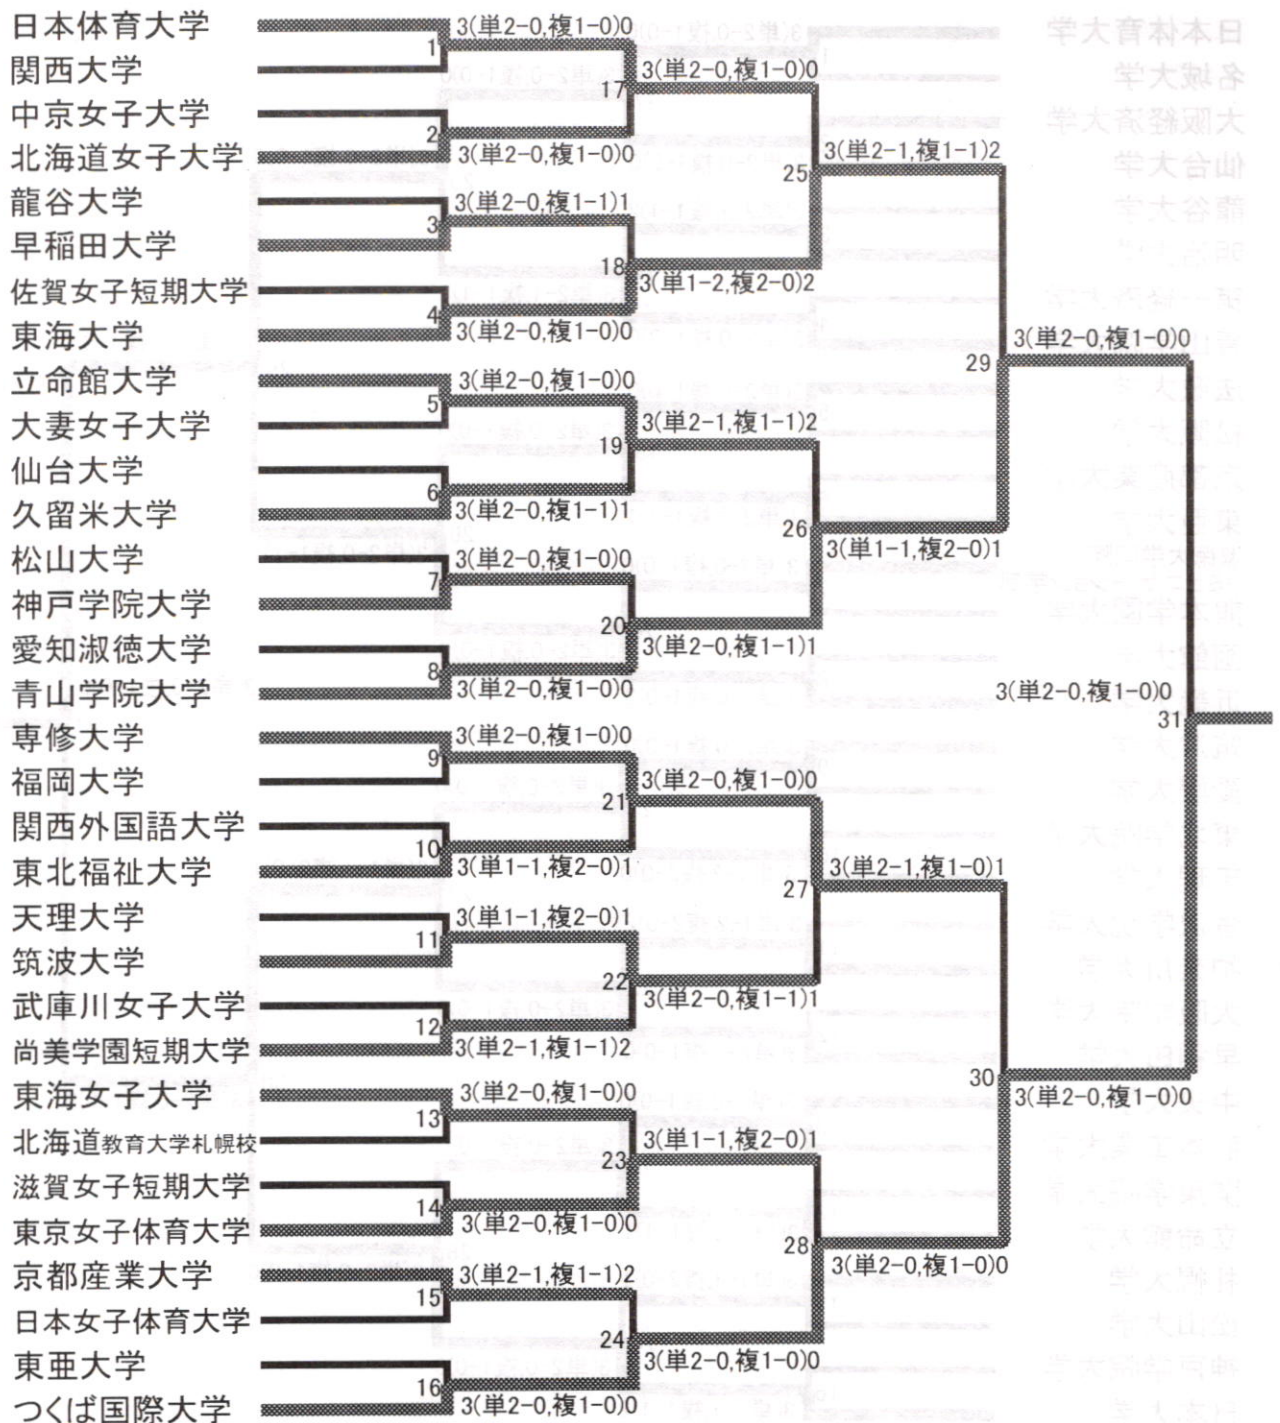 日本体育大学
3(単2-0,複1-0)0
1
関西大学
3(単2-0,複1-0)0
17
中京女子大学
2
北海道女子大学
3(単2-0,複1-0)0
3(単2-1,複1-1)2
25
龍谷大学
3(単2-0,複1-1)1
3
早稲田大学
18
3(単1-2,複2-0)2
佐賀女子短期大学
4
東海大学
3(単2-0,複1-0)0
3(単2-0,複1-0)0
29
立命館大学
3(単2-0,複1-0)0
5
大妻女子大学
3(単2-1,複1-1)2
19
仙台大学
6
久留米大学
3(単2-0,複1-1)1
26
3(単1-1,複2-0)1
松山大学
3(単2-0,複1-0)0
7
神戸学院大学
20
3(単2-0,複1-1)1
愛知淑徳大学
8
青山学院大学
3(単2-0,複1-0)0
3(単2-0,複1-0)0
31
専修大学
3(単2-0,複1-0)0
9
福岡大学
3(単2-0,複1-0)0
21
関西外国語大学
10
東北福祉大学
3(単1-1,複2-0)1
3(単2-1,複1-0)1
27
天理大学
3(単1-1,複2-0)1
11
筑波大学
22
3(単2-0,複1-1)1
武庫川女子大学
12
尚美学園短期大学
3(単2-1,複1-1)2
30
3(単2-0,複1-0)0
東海女子大学
3(単2-0,複1-0)0
13
北海道教育大学札幌校
3(単1-1,複2-0)1
23
滋賀女子短期大学
14
東京女子体育大学
3(単2-0,複1-0)0
28
3(単2-0,複1-0)0
京都産業大学
3(単2-1,複1-1)2
15
日本女子体育大学
24
3(単2-0,複1-0)0
東亜大学
16
つくば国際大学
3(単2-0,複1-0)0